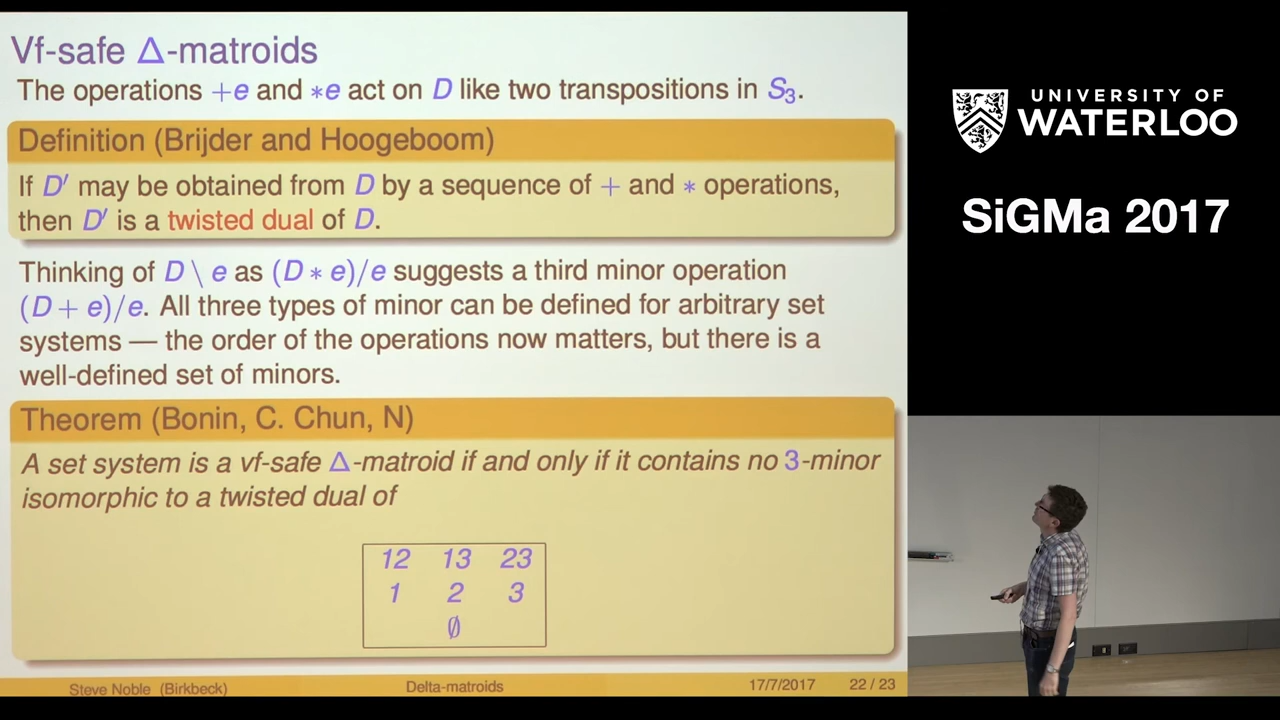 Vf-safe Δ-matroids
The operations +e and *e act on D like two transpositions in S₃.
Definition (Brijder and Hoogeboom)
If D′ may be obtained from D by a sequence of + and * operations,
then D′ is a twisted dual of D.
Thinking of D \ e as (D * e)/e suggests a third minor operation
(D + e)/e. All three types of minor can be defined for arbitrary set
systems — the order of the operations now matters, but there is a
well-defined set of minors.
Theorem (Bonin, C. Chun, N)
A set system is a vf-safe Δ-matroid if and only if it contains no 3-minor
isomorphic to a twisted dual of
12 13 23
1 2 3
∅
Steve Noble (Birkbeck) Delta-matroids 17/7/2017 22 / 23
UNIVERSITY OF
WATERLOO
SiGMa 2017